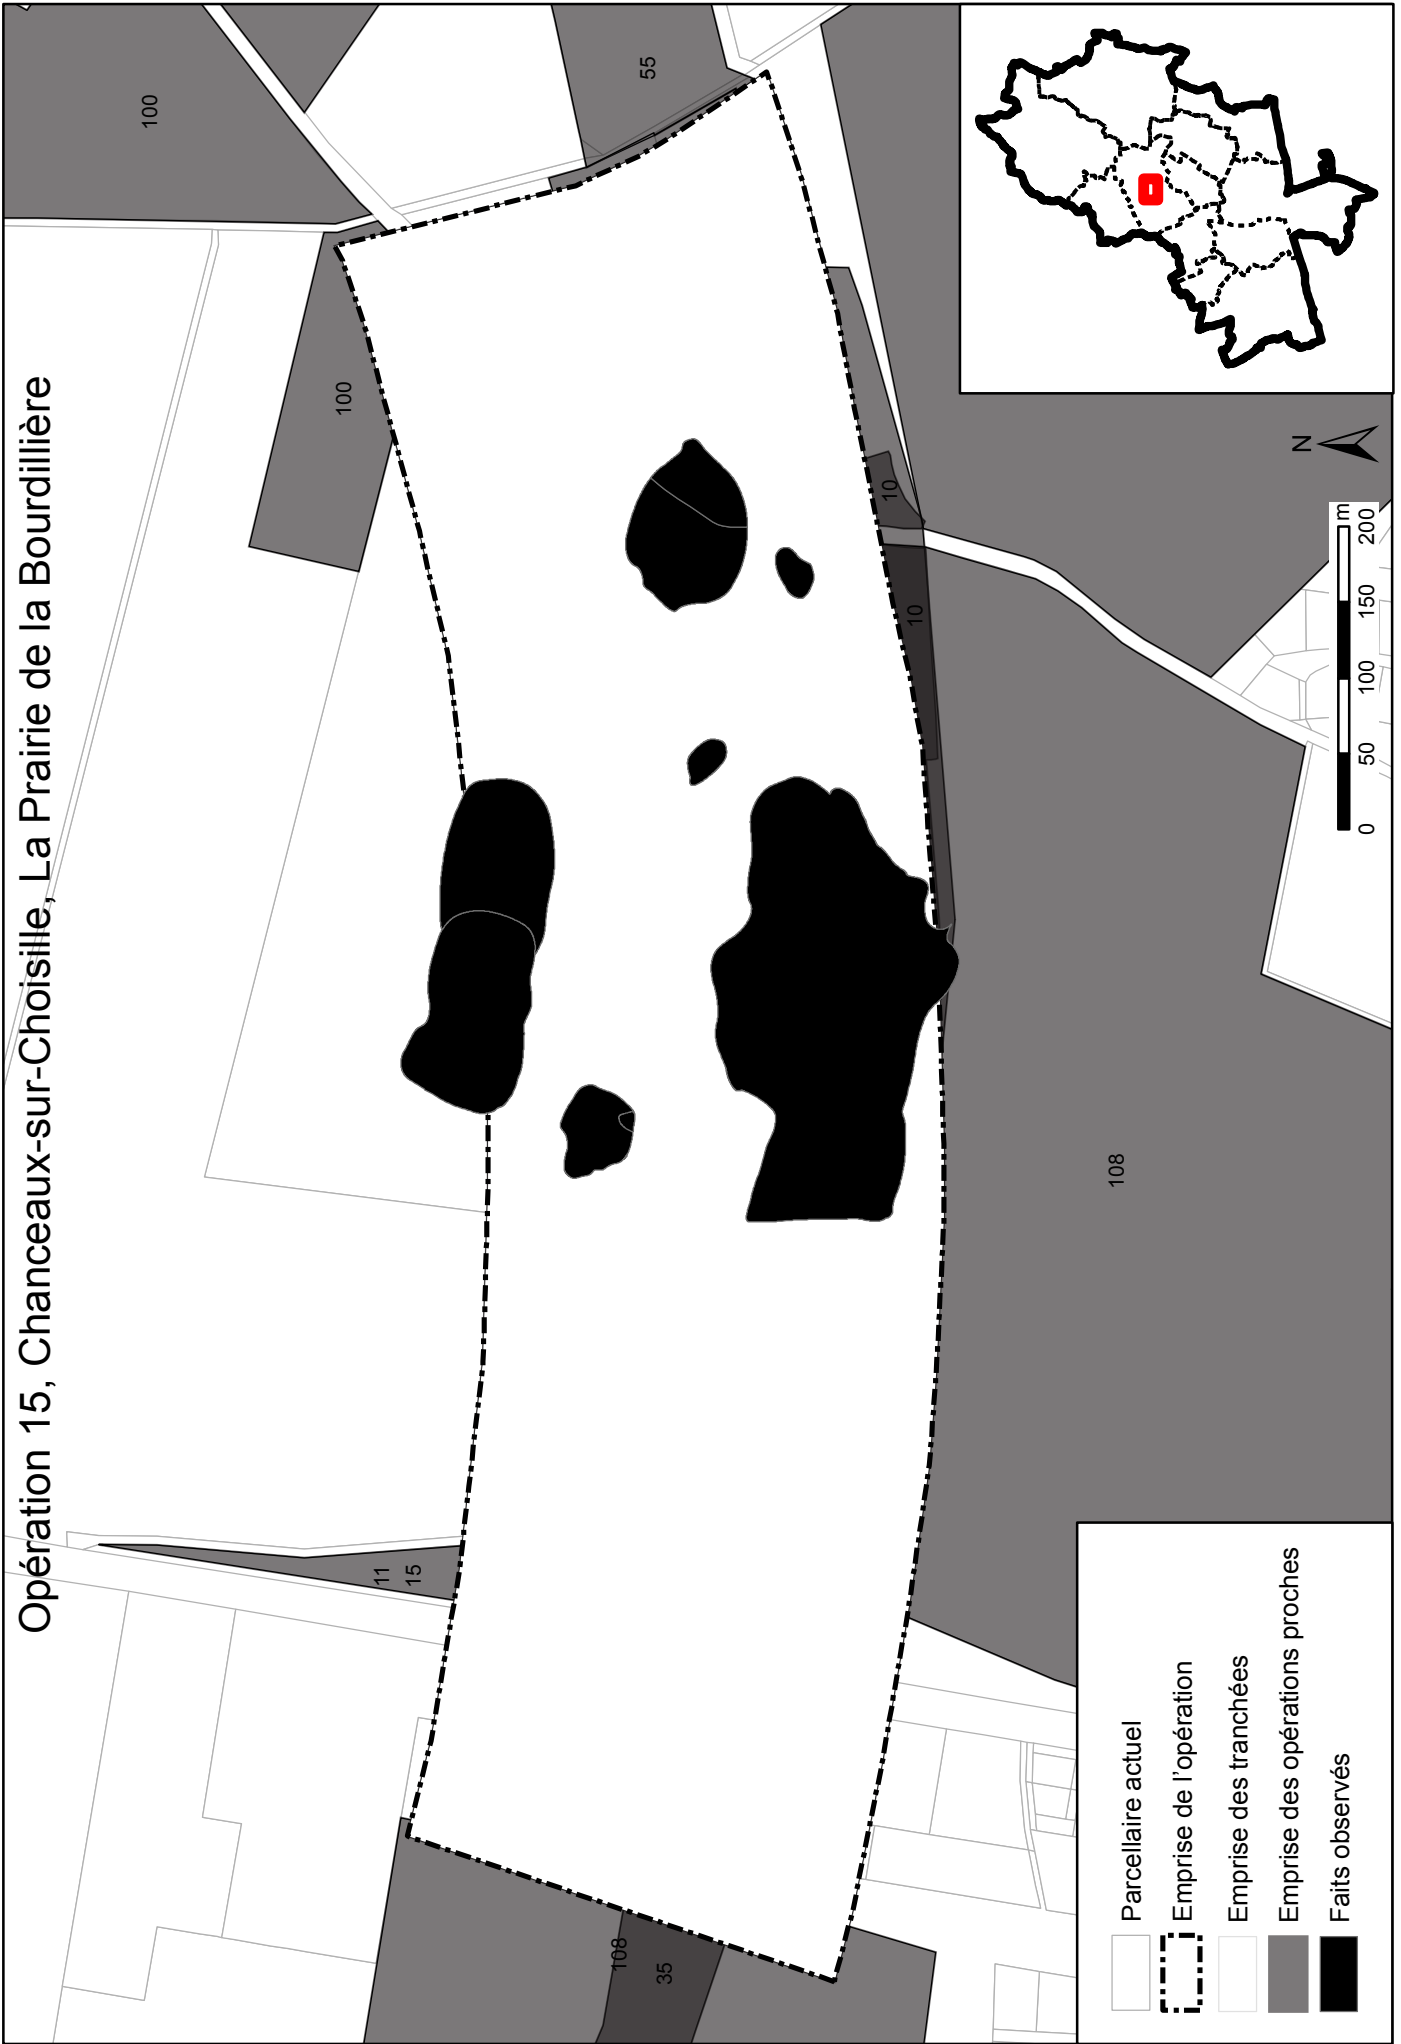 Opération 15, Chanceaux-sur-Choisille, La Prairie de la Bourdillière
100
55
100
10
10
11
15
108
108
35
N
0 50 100 150 200 m
Parcellaire actuel
Emprise de l'opération
Emprise des tranchées
Emprise des opérations proches
Faits observés